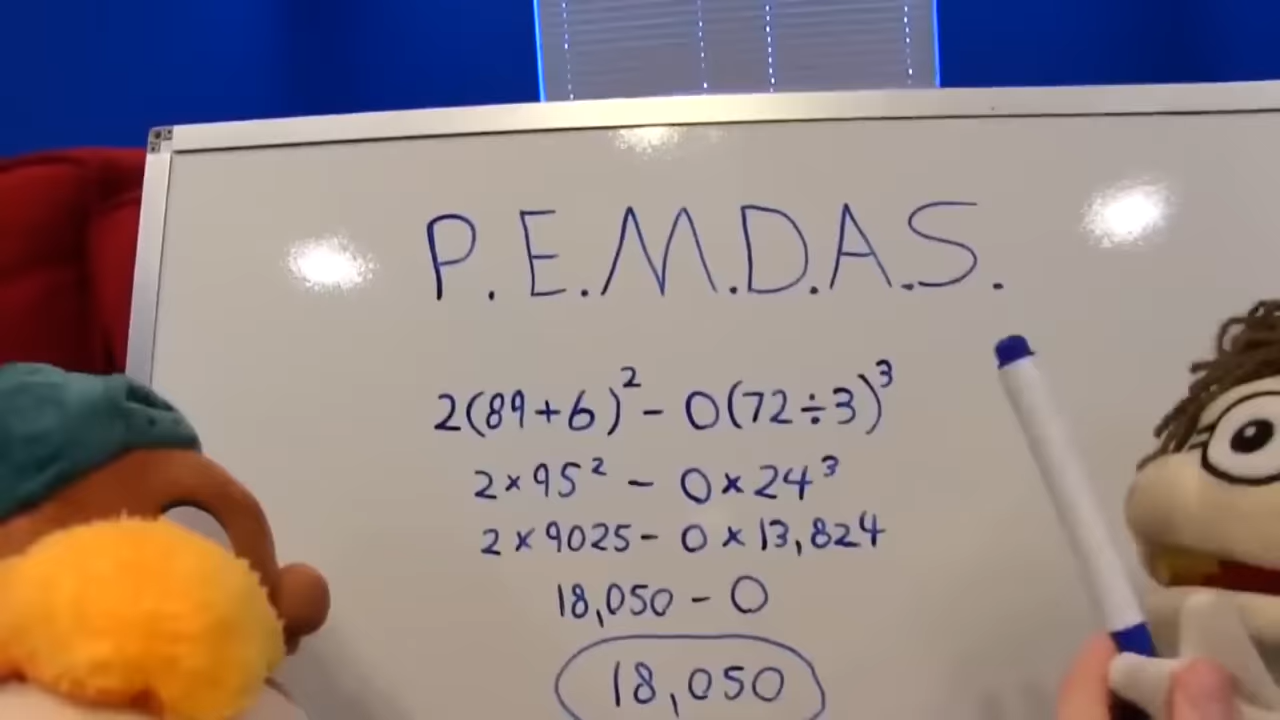 P.E.M.D.A.S.
2(89+6)² - 0(72÷3)³
2×95² - 0×24³
2×9025 - 0×13,824
18,050 - 0
18,050